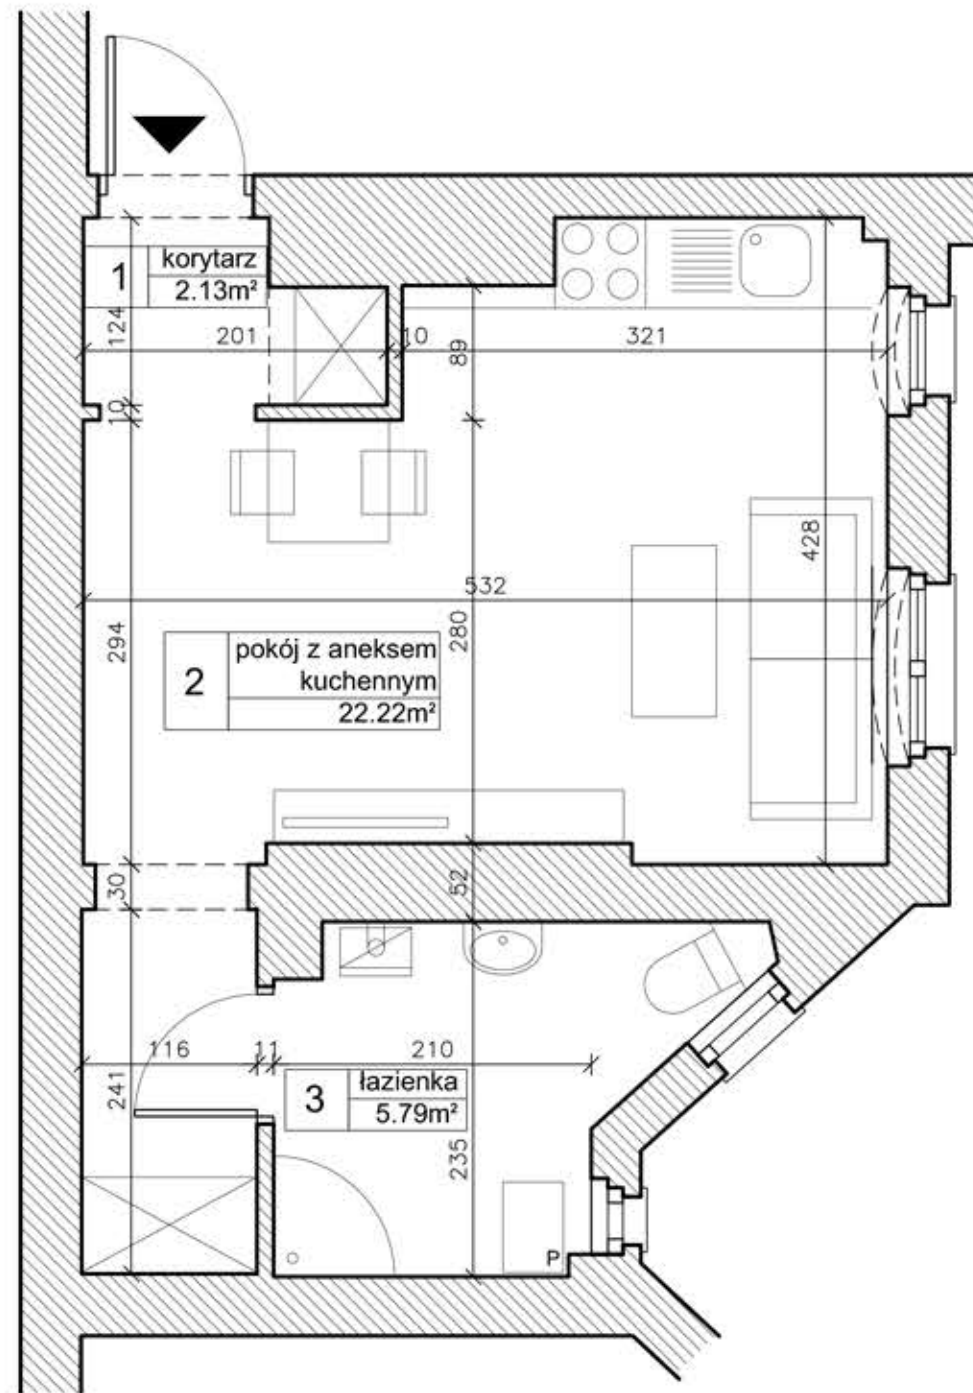 1
korytarz
2.13m²
124
201
10
89
321
10
428
532
294
280
2
pokój z aneksem
kuchennym
22.22m²
30
52
116
11
210
241
3
łazienka
5.79m²
235
P